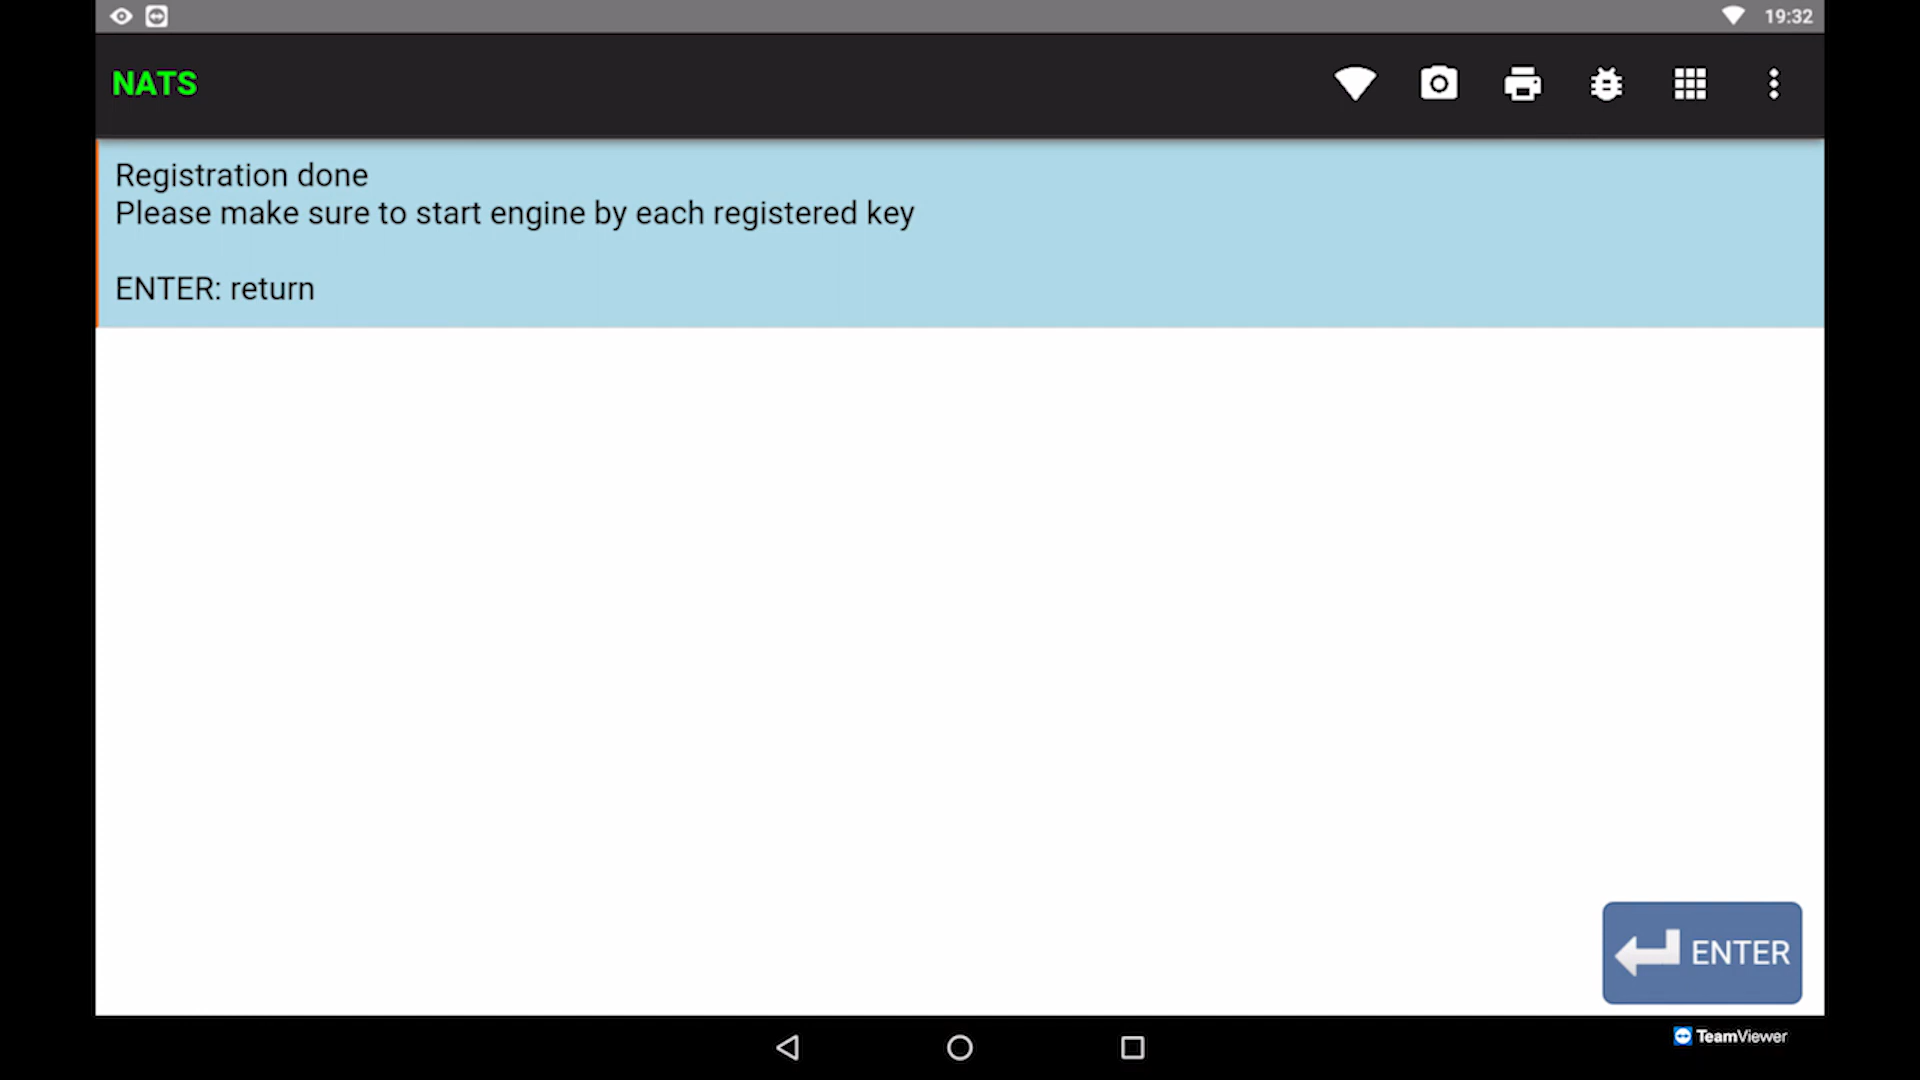 19:32
NATS
Registration done
Please make sure to start engine by each registered key
ENTER: return
ENTER
TeamViewer